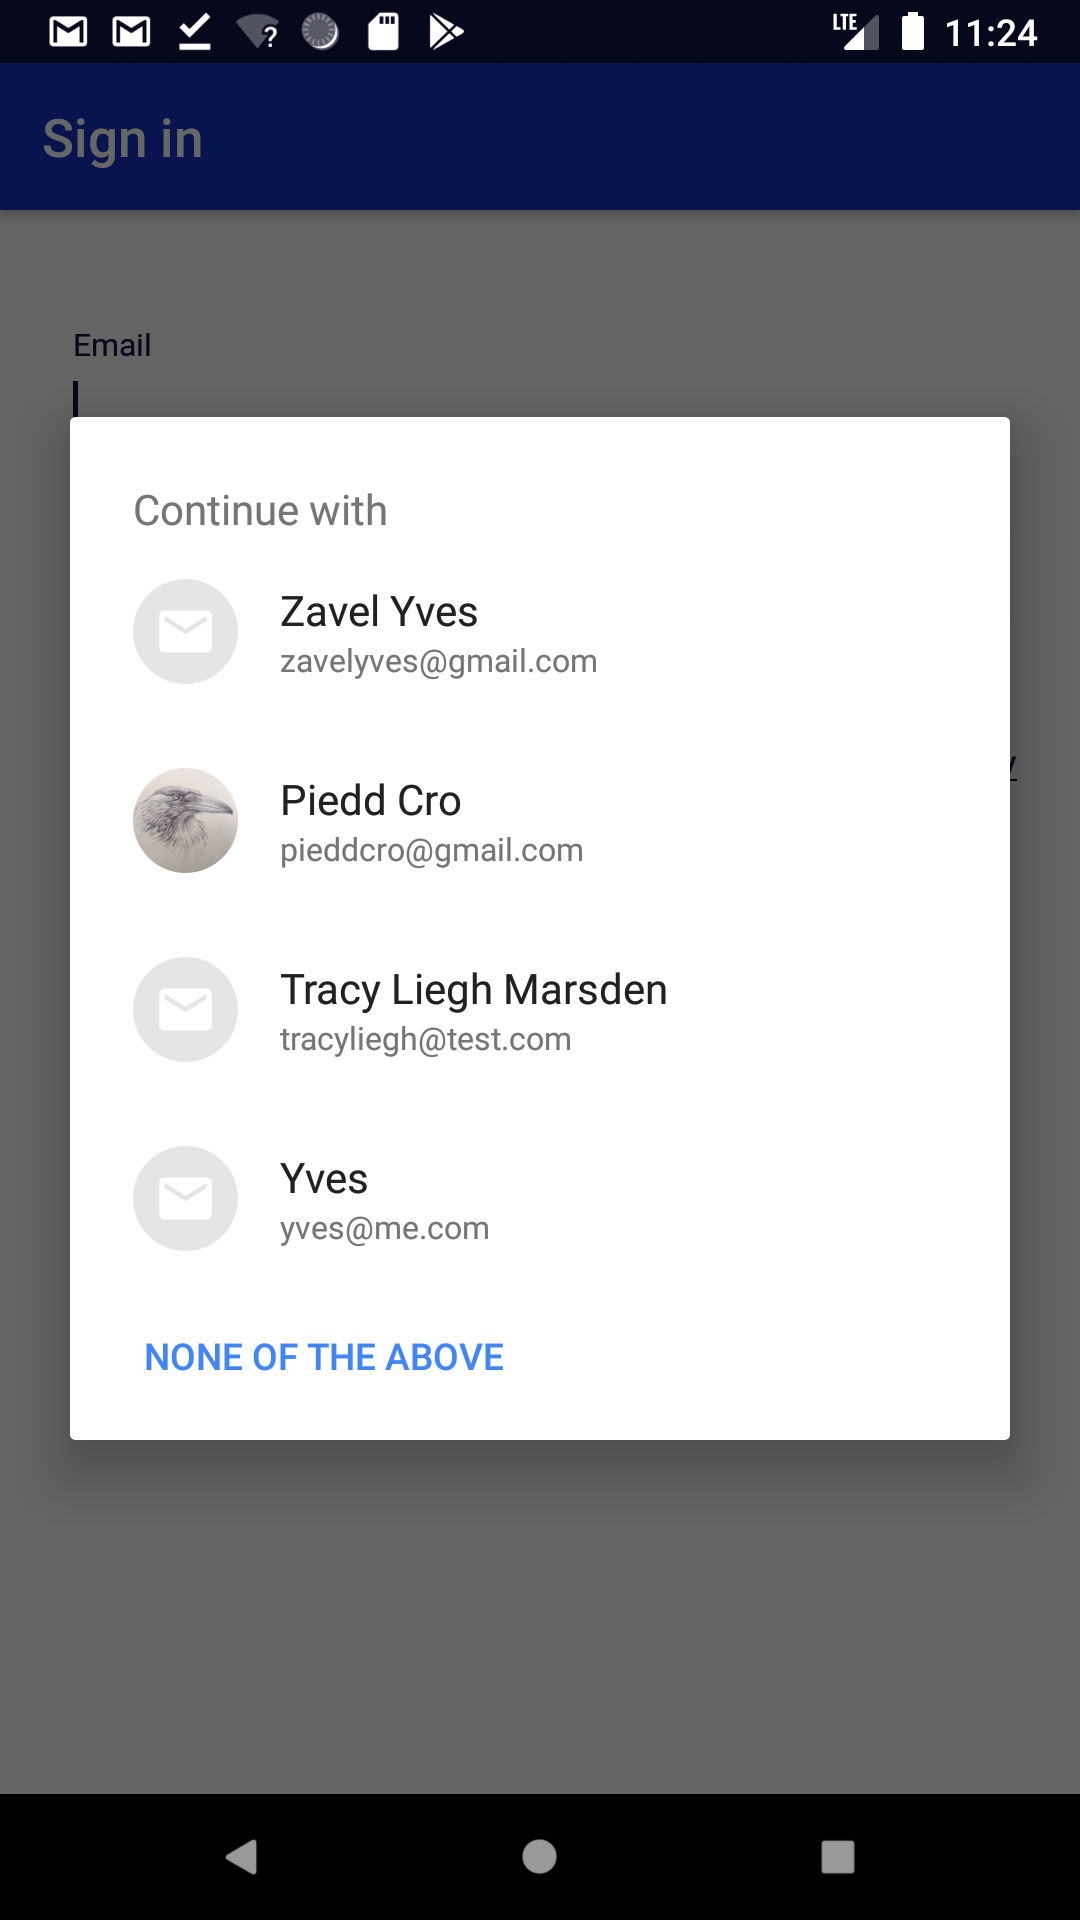 LTE 11:24
Sign in
Email
Continue with
Zavel Yves
zavelyves@gmail.com
Piedd Cro
pieddcro@gmail.com
Tracy Liegh Marsden
tracyliegh@test.com
Yves
yves@me.com
NONE OF THE ABOVE